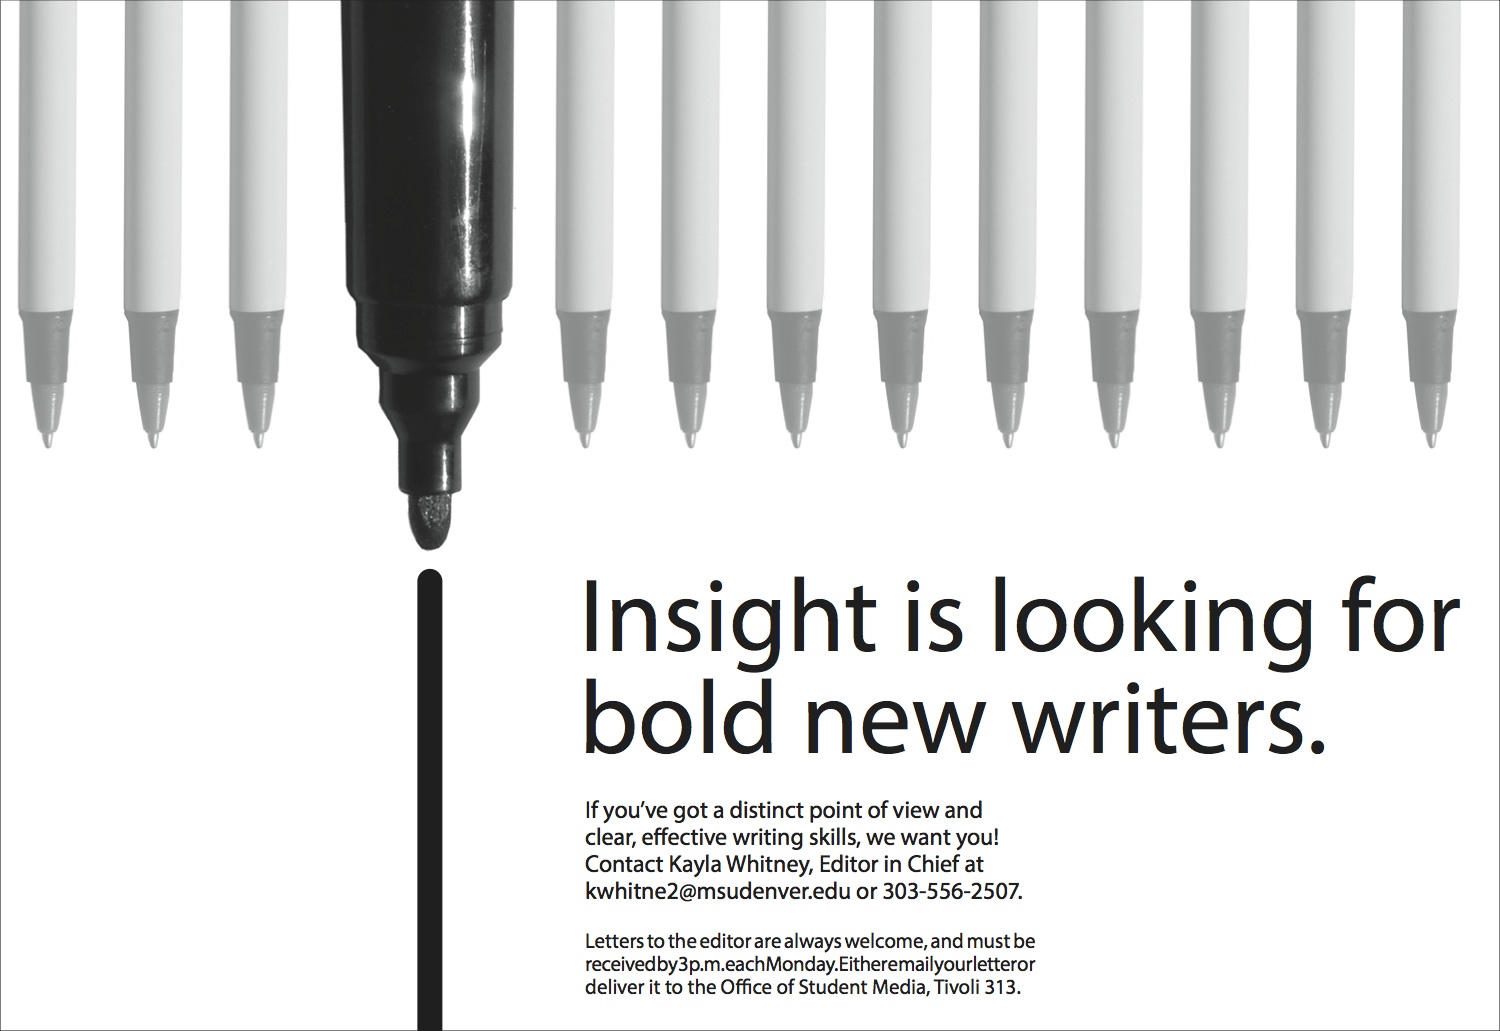 Insight is looking for
bold new writers.
If you’ve got a distinct point of view and
clear, effective writing skills, we want you!
Contact Kayla Whitney, Editor in Chief at
kwhitne2@msudenver.edu or 303-556-2507.
Letters to the editor are always welcome, and must be
receivedby3p.m.eachMonday.Eitheremailyourletteror
deliver it to the Office of Student Media, Tivoli 313.